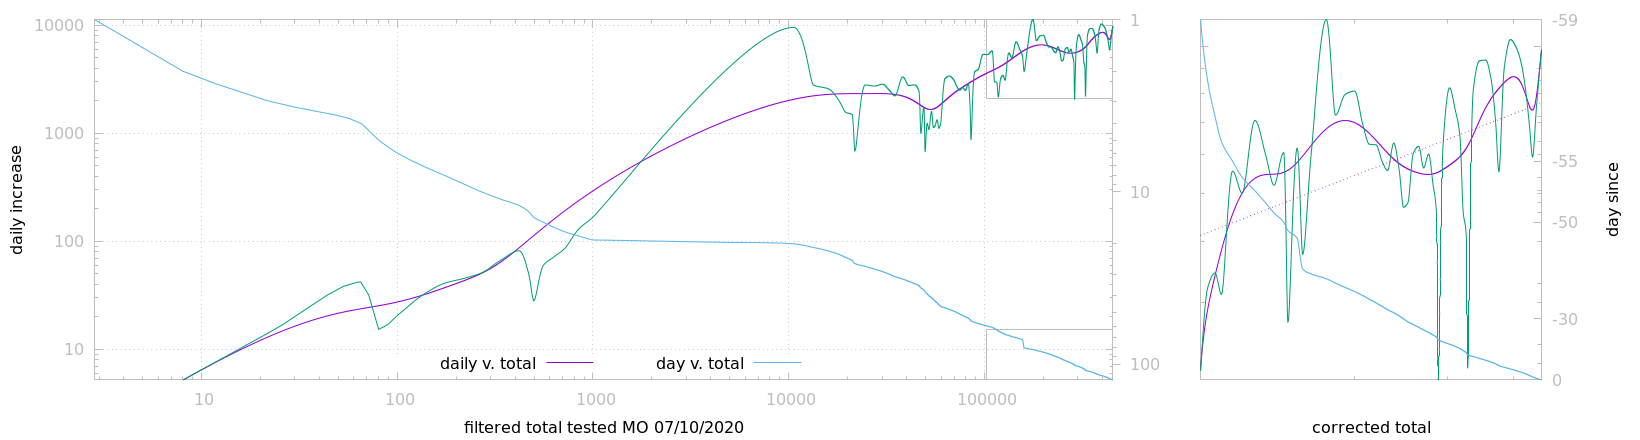 10000
1000
100
10
daily increase
10
100
1000
10000
100000
1
10
100
daily v. total
day v. total
filtered total tested MO 07/10/2020
-59
-55
-50
-30
0
day since
corrected total